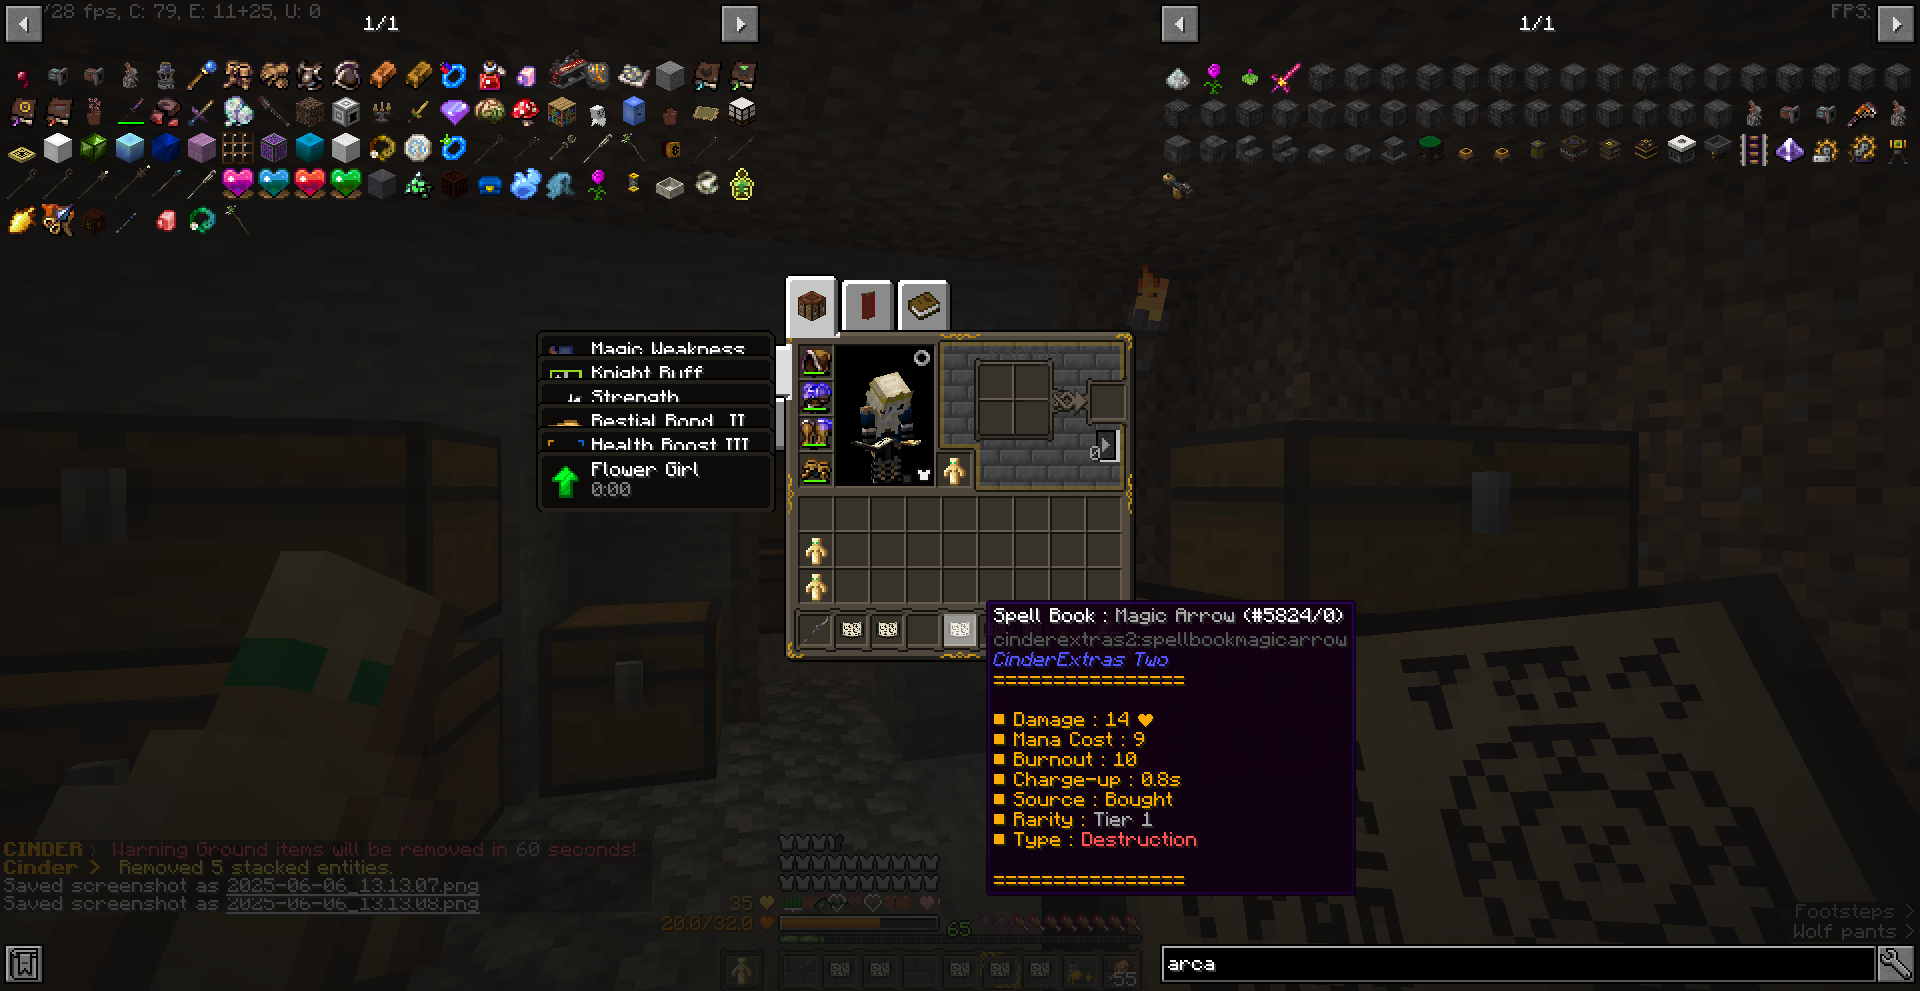 /28 fps, C: 79, E: 11+25, U: 0
1/1
1/1
FPS:
Magic Weakness
Knight Buff
Strength
Bestial Bond II
Health Boost III
Flower Girl
0:00
0
Spell Book : Magic Arrow (#5824/0)
cinderextras2:spellbookmagicarrow
CinderExtras Two
================
Damage : 14 ❤
Mana Cost : 9
Burnout : 10
Charge-up : 0.8s
Source : Bought
Rarity : Tier 1
Type : Destruction
================
CINDER > Warning Ground items will be removed in 60 seconds!
Cinder > Removed 5 stacked entities.
Saved screenshot as 2025-06-06_13.13.07.png
Saved screenshot as 2025-06-06_13.13.08.png
35
20.0/32.0
65
55
Footsteps >
Wolf pants >
arca